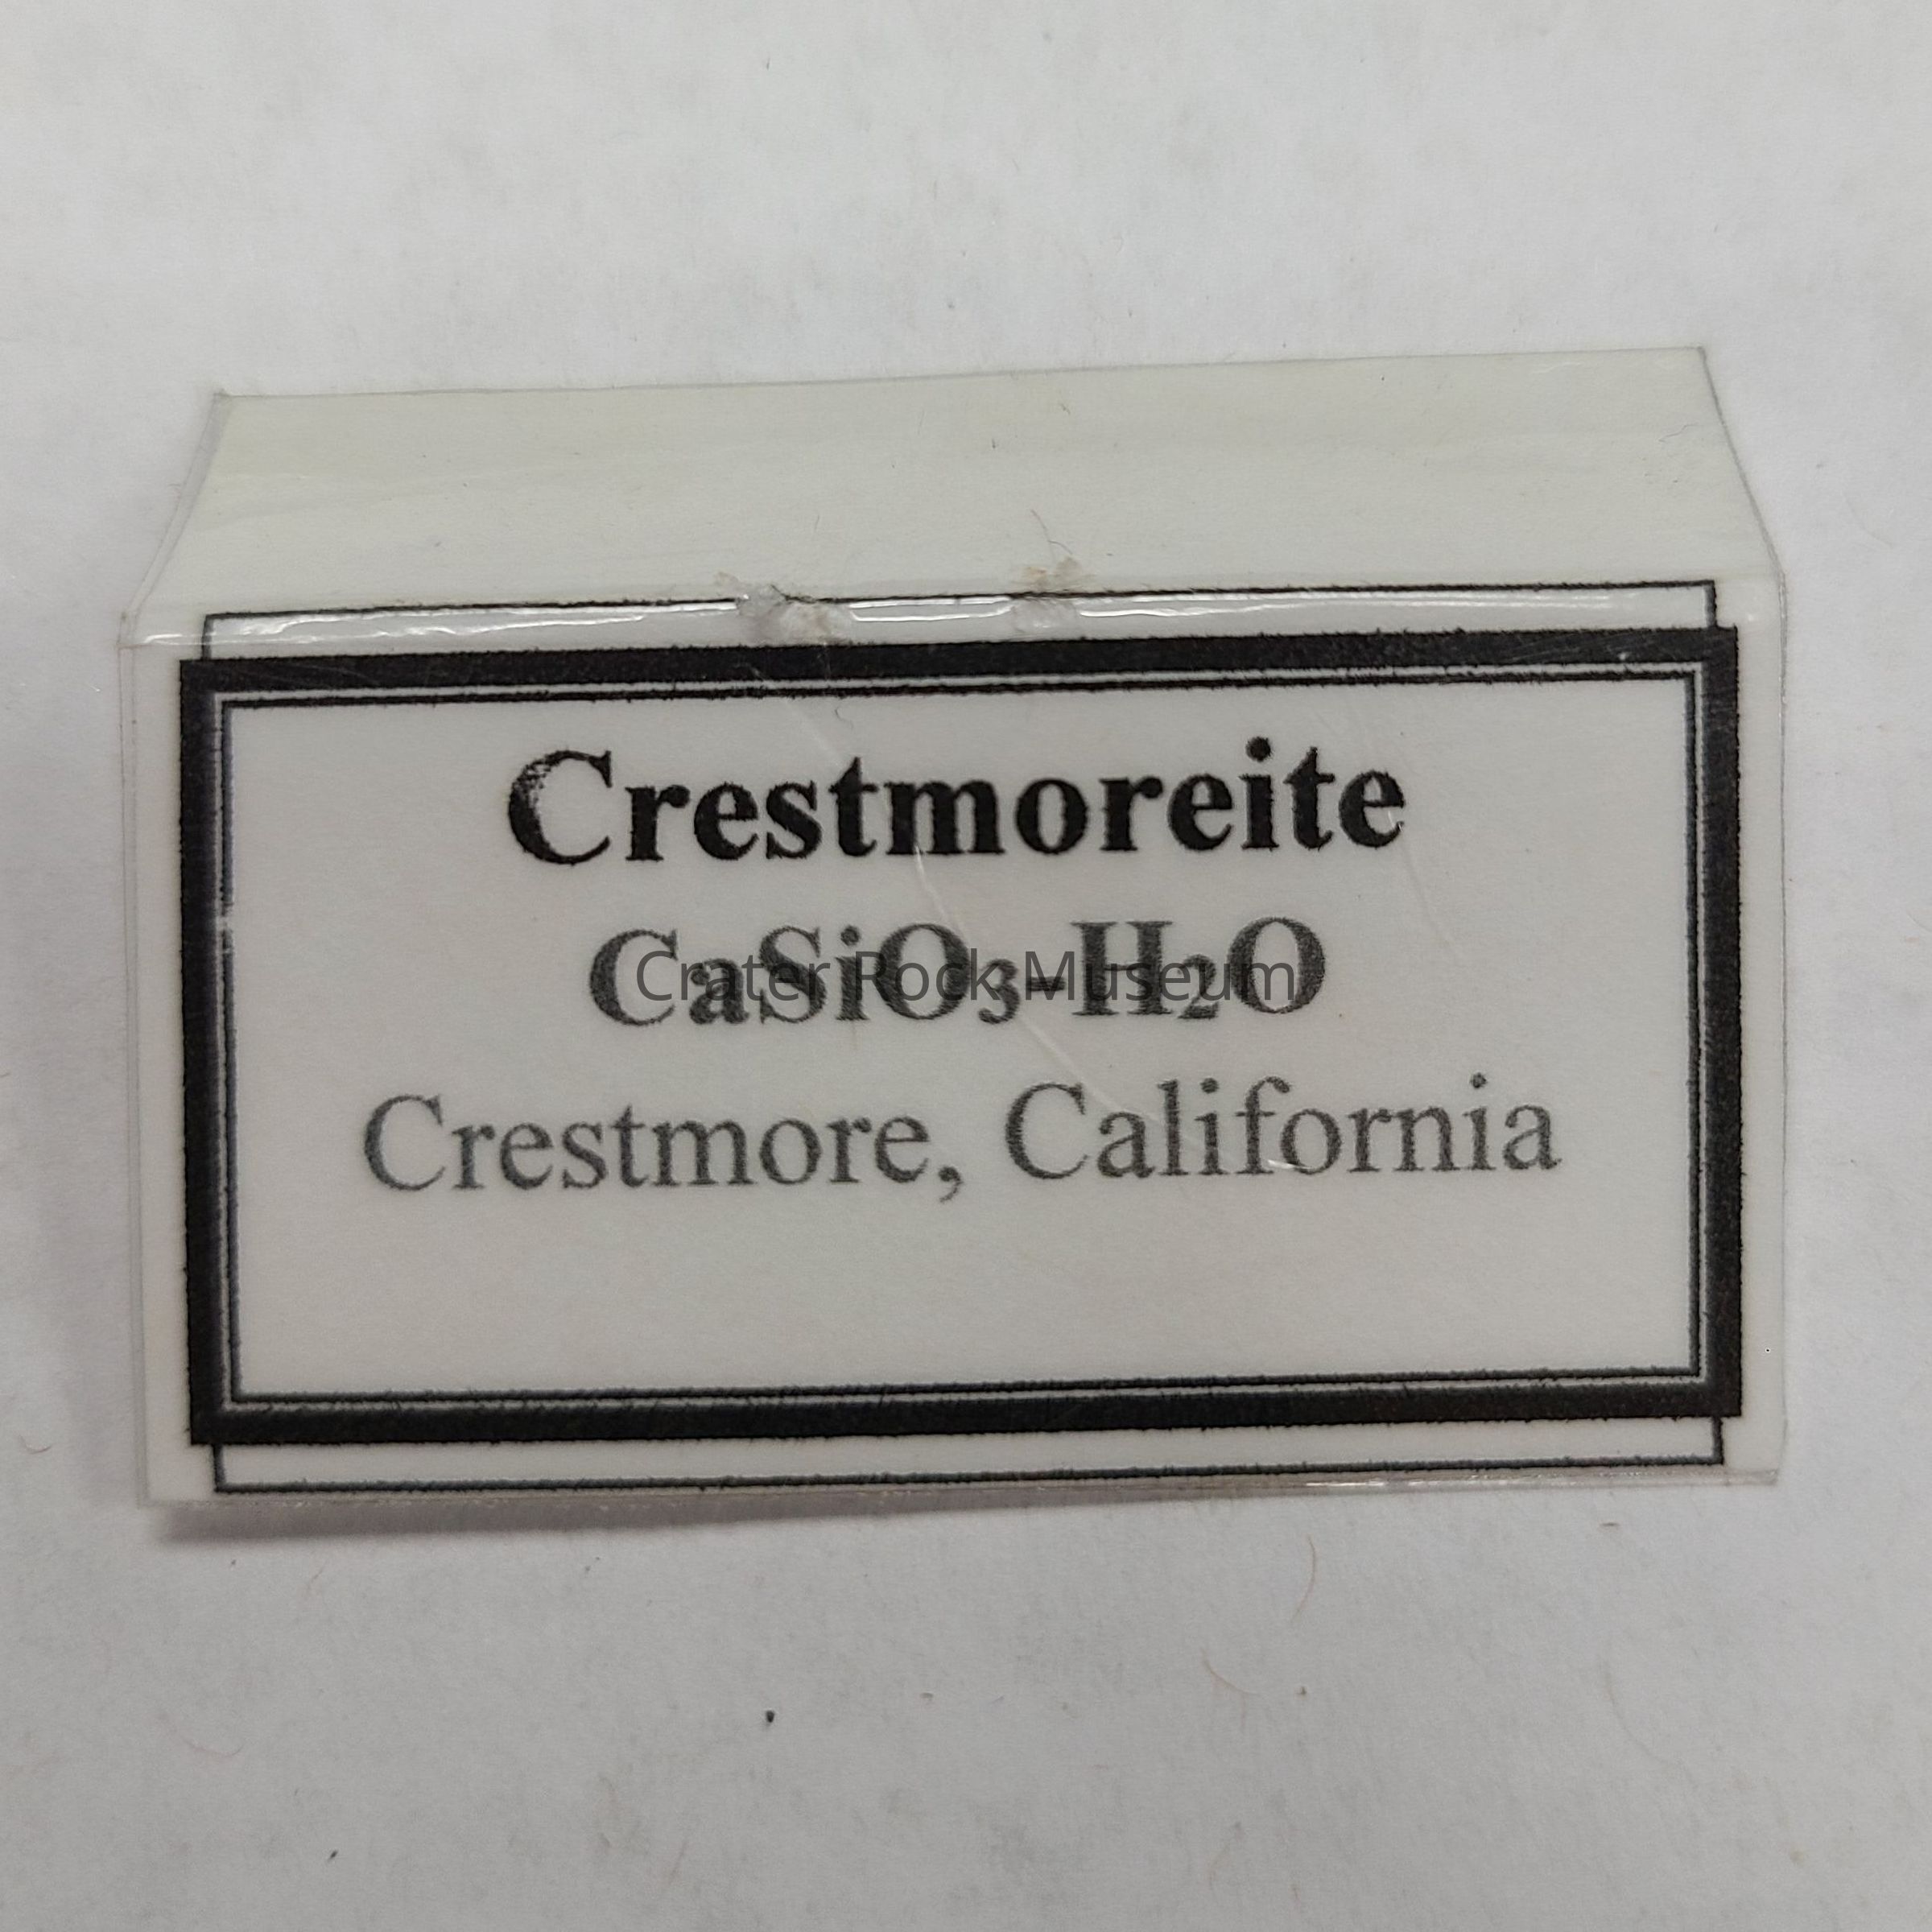 Crestmoreite
CaSiO₃-H₂O
Crater Rock Museum
Crestmore, California